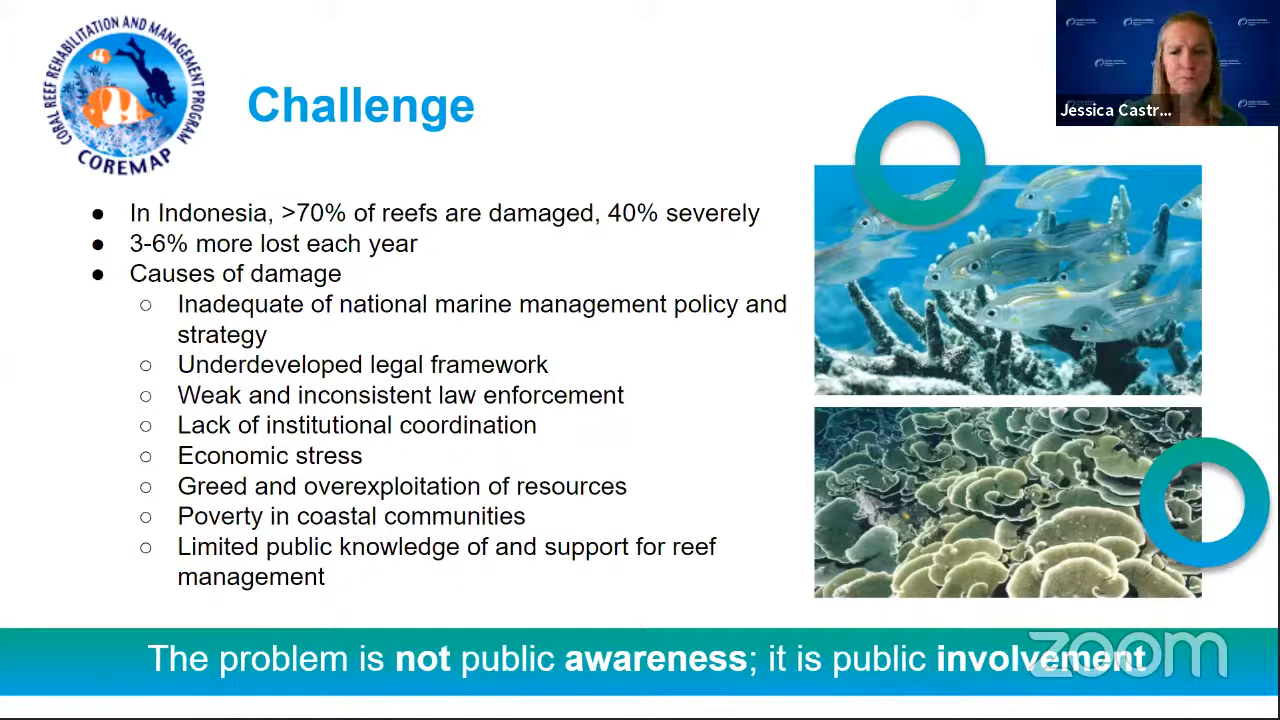 CORAL REEF REHABILITATION AND MANAGEMENT PROGRAM
COREMAP
Challenge
Jessica Castr...
● In Indonesia, >70% of reefs are damaged, 40% severely
● 3-6% more lost each year
● Causes of damage
○ Inadequate of national marine management policy and
strategy
○ Underdeveloped legal framework
○ Weak and inconsistent law enforcement
○ Lack of institutional coordination
○ Economic stress
○ Greed and overexploitation of resources
○ Poverty in coastal communities
○ Limited public knowledge of and support for reef
management
The problem is not public awareness; it is public involvement
zoom